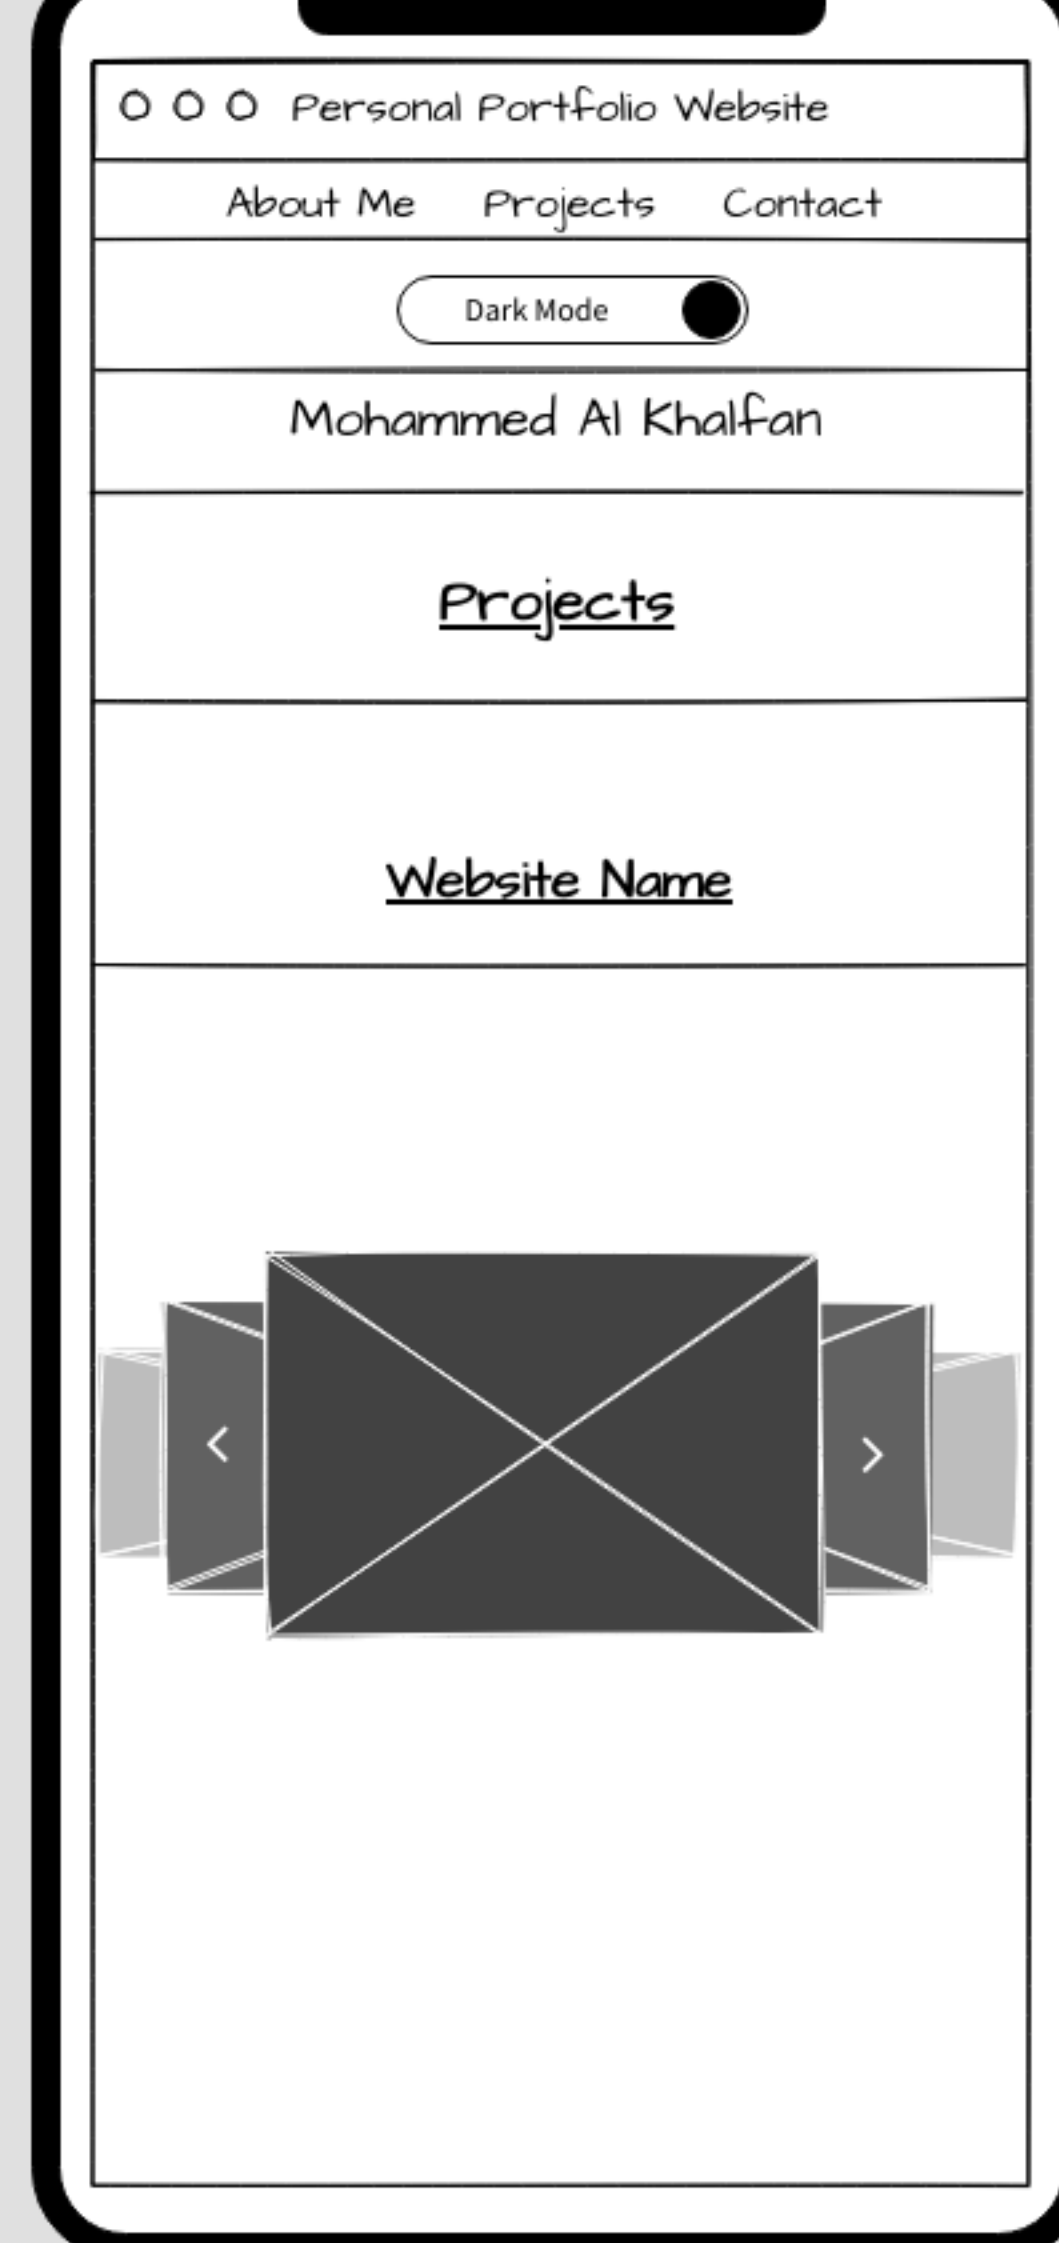 Personal Portfolio Website
About Me Projects Contact
Dark Mode
Mohammed Al Khalfan
Projects
Website Name